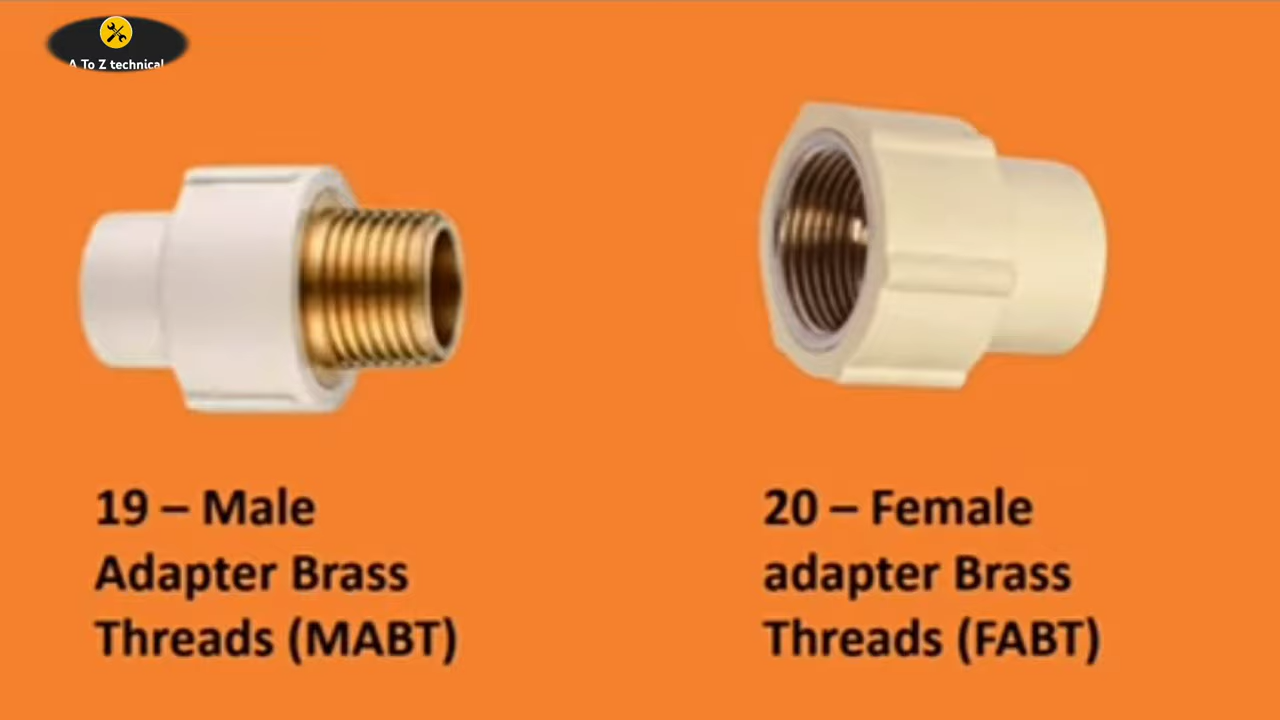 A To Z technical
19 – Male
Adapter Brass
Threads (MABT)
20 – Female
adapter Brass
Threads (FABT)